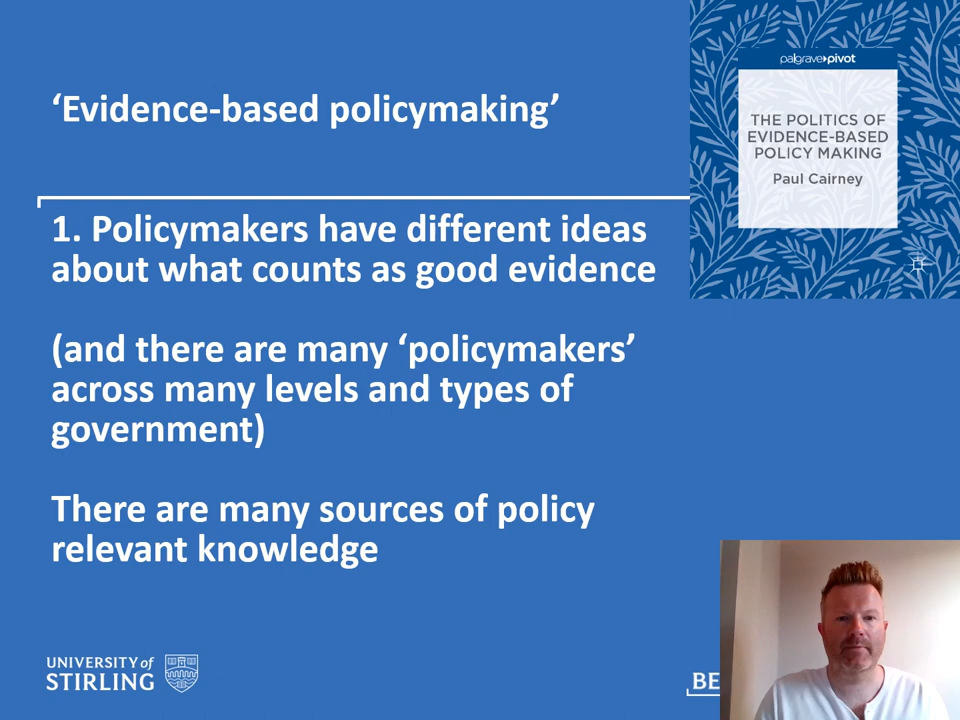 ‘Evidence-based policymaking’
palgrave pivot
THE POLITICS OF
EVIDENCE-BASED
POLICY MAKING
Paul Cairney
1. Policymakers have different ideas
about what counts as good evidence
(and there are many ‘policymakers’
across many levels and types of
government)
There are many sources of policy
relevant knowledge
UNIVERSITY of
STIRLING
BE